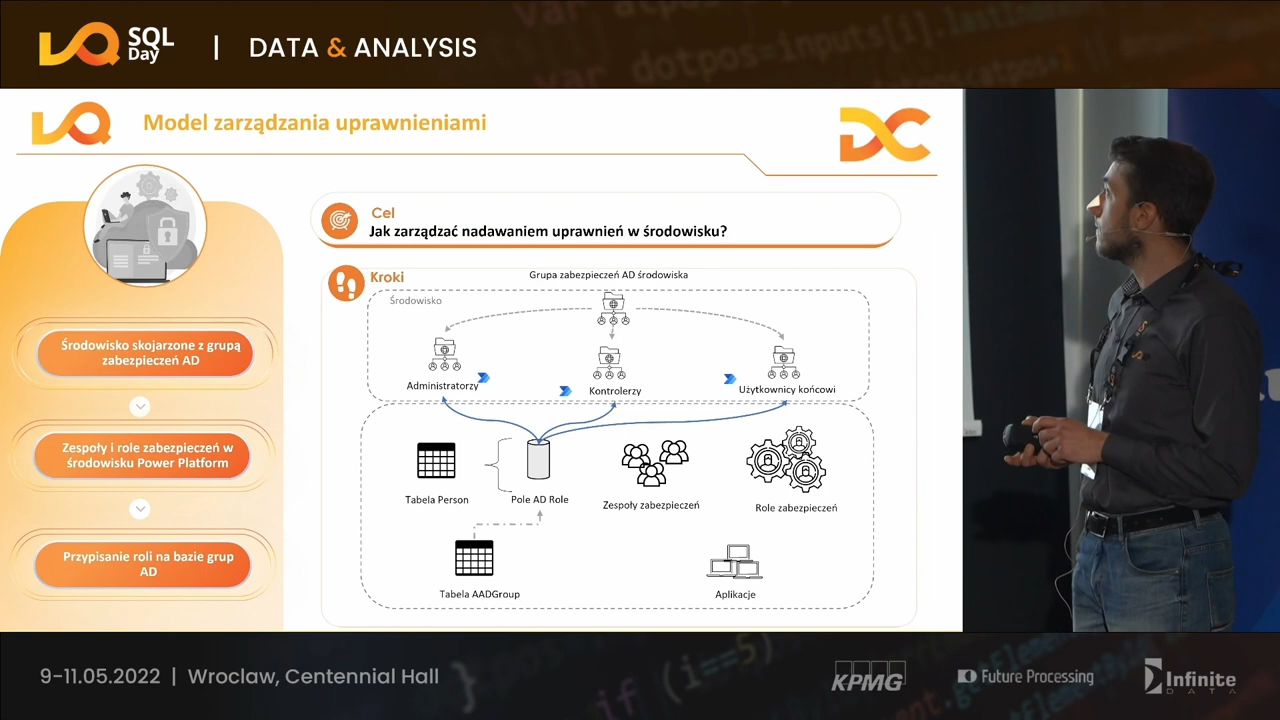 SQL
Day
| DATA & ANALYSIS
Model zarządzania uprawnieniami
DC
Cel
Jak zarządzać nadawaniem uprawnień w środowisku?
Kroki
Grupa zabezpieczeń AD środowiska
Środowisko
Administratorzy
Kontrolerzy
Użytkownicy końcowi
Środowisko skojarzone z grupą
zabezpieczeń AD
Zespoły i role zabezpieczeń w
środowisku Power Platform
Przypisanie roli na bazie grup
AD
Tabela Person
Pole AD Role
Zespoły zabezpieczeń
Role zabezpieczeń
Tabela AADGroup
Aplikacje
9-11.05.2022 | Wroclaw, Centennial Hall
KPMG
Future Processing
Infinite
DATA